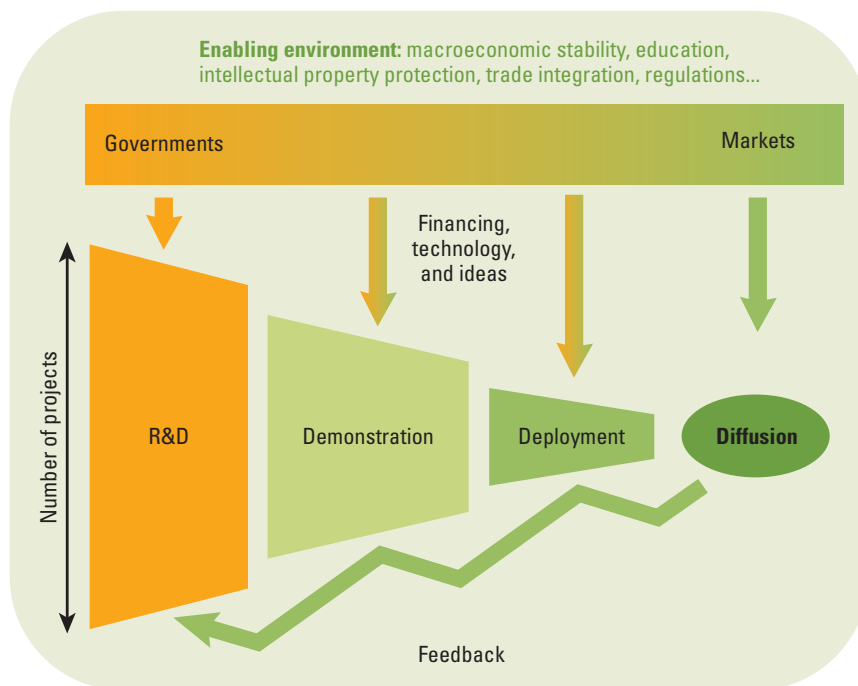 Enabling environment: macroeconomic stability, education,
intellectual property protection, trade integration, regulations...
Governments
Markets
Financing,
technology,
and ideas
Number of projects
R&D
Demonstration
Deployment
Diffusion
Feedback